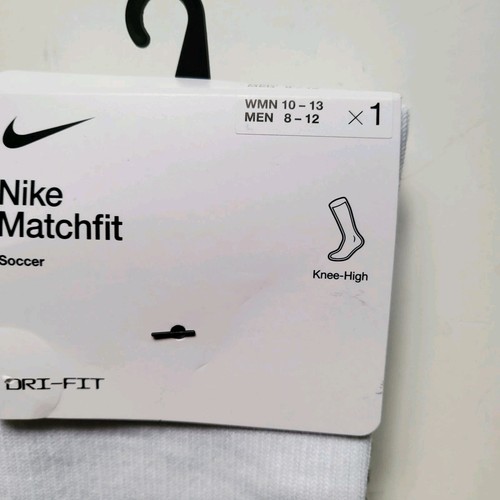 WMN 10 – 13
MEN 8 – 12
×1
Nike
Matchfit
Soccer
Knee-High
DRI-FIT